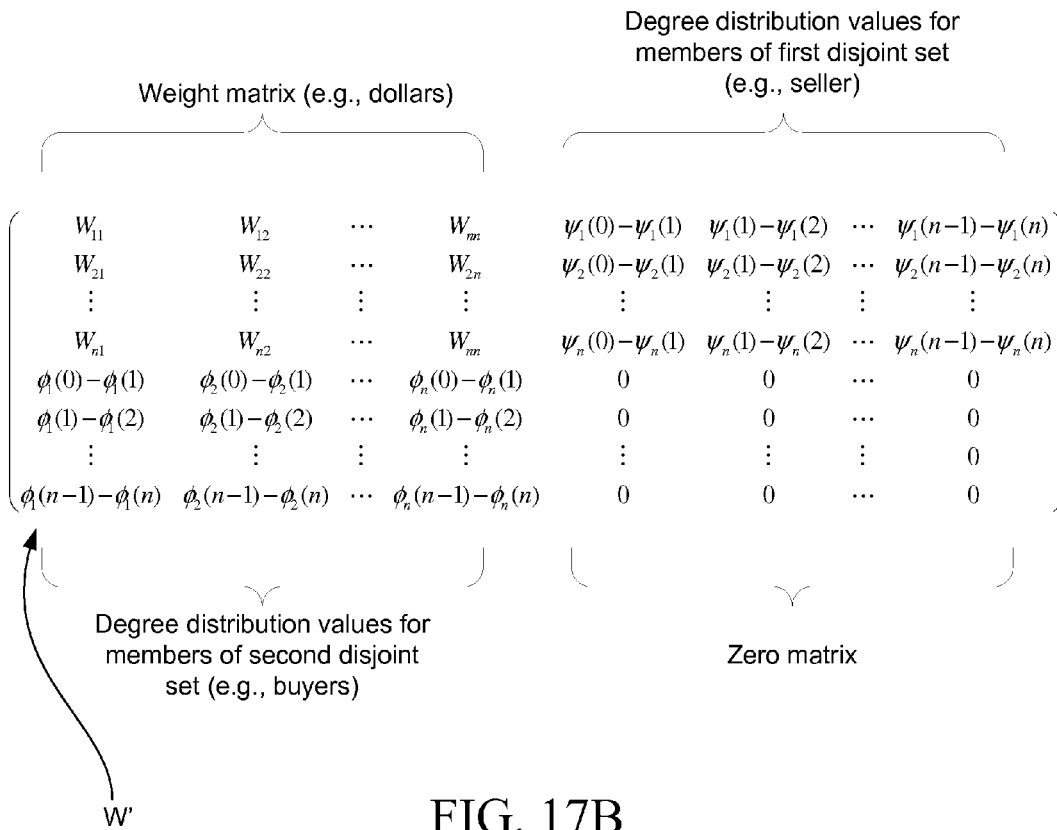 Degree distribution values for
members of first disjoint set
(e.g., seller)
Weight matrix (e.g., dollars)
W₁₁ W₁₂ ⋯ Wₙₙ ψ₁(0)−ψ₁(1) ψ₁(1)−ψ₁(2) ⋯ ψ₁(n−1)−ψ₁(n)
W₂₁ W₂₂ ⋯ W₂ₙ ψ₂(0)−ψ₂(1) ψ₂(1)−ψ₂(2) ⋯ ψ₂(n−1)−ψ₂(n)
⋮ ⋮ ⋮ ⋮ ⋮ ⋮ ⋮ ⋮
Wₙ₁ Wₙ₂ ⋯ Wₙₙ ψₙ(0)−ψₙ(1) ψₙ(1)−ψₙ(2) ⋯ ψₙ(n−1)−ψₙ(n)
ϕ₁(0)−ϕ₁(1) ϕ₂(0)−ϕ₂(1) ⋯ ϕₙ(0)−ϕₙ(1) 0 0 ⋯ 0
ϕ₁(1)−ϕ₁(2) ϕ₂(1)−ϕ₂(2) ⋯ ϕₙ(1)−ϕₙ(2) 0 0 ⋯ 0
⋮ ⋮ ⋮ ⋮ ⋮ ⋮ ⋮ 0
ϕ₁(n−1)−ϕ₁(n) ϕ₂(n−1)−ϕ₂(n) ⋯ ϕₙ(n−1)−ϕₙ(n) 0 0 ⋯ 0
Degree distribution values for
members of second disjoint
set (e.g., buyers)
Zero matrix
W'
FIG. 17B